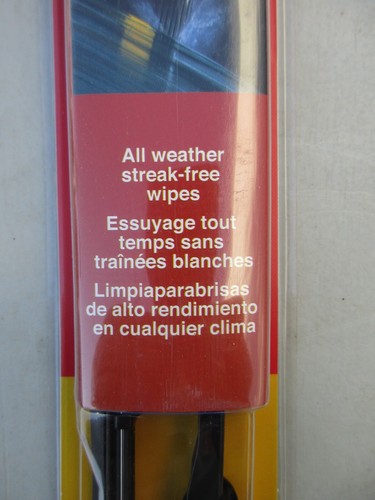 All weather
streak-free
wipes
Essuyage tout
temps sans
traînées blanches
Limpiaparabrisas
de alto rendimiento
en cualquier clima